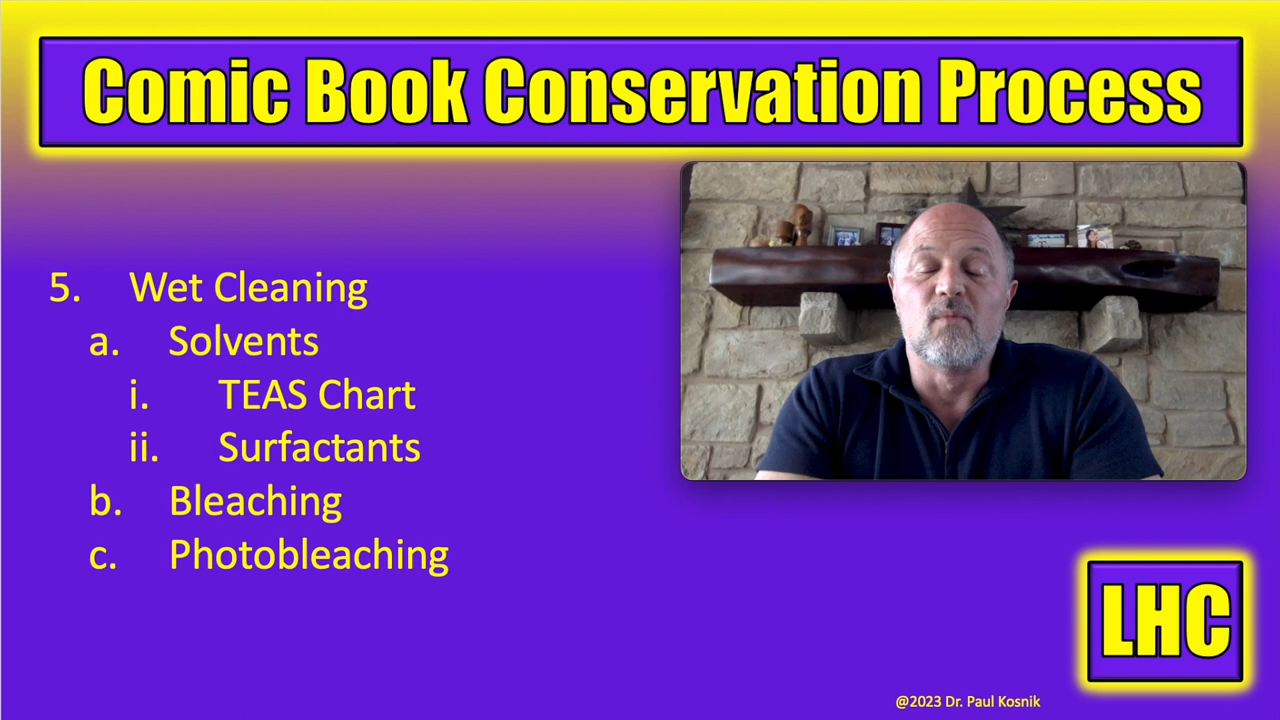 Comic Book Conservation Process
5. Wet Cleaning
a. Solvents
i. TEAS Chart
ii. Surfactants
b. Bleaching
c. Photobleaching
LHC
@2023 Dr. Paul Kosnik